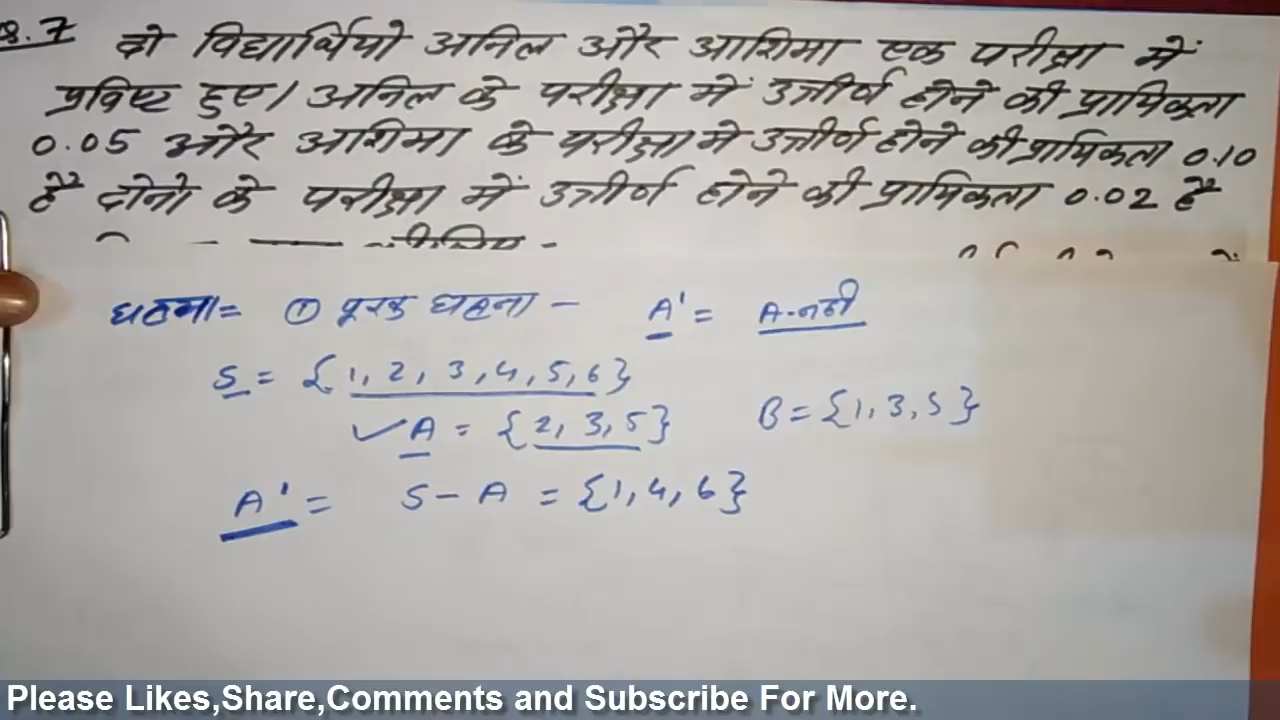 8.7 दो विद्यार्थियो अनिल और आशिमा एक परीक्षा में
प्रविष्ट हुए। अनिल के परीक्षा में उत्तीर्ण होने की प्रायिकता
0.05 और आशिमा के परीक्षा मे उत्तीर्ण होने की प्रायिकता 0.10
है दोनो के परीक्षा में उत्तीर्ण होने की प्रायिकता 0.02 है
घटना= ① पूरक घटना – A' = A-नही
S = {1, 2, 3, 4, 5, 6}
✓A = {2, 3, 5} B = {1, 3, 5}
A' = S – A = {1, 4, 6}
Please Likes,Share,Comments and Subscribe For More.